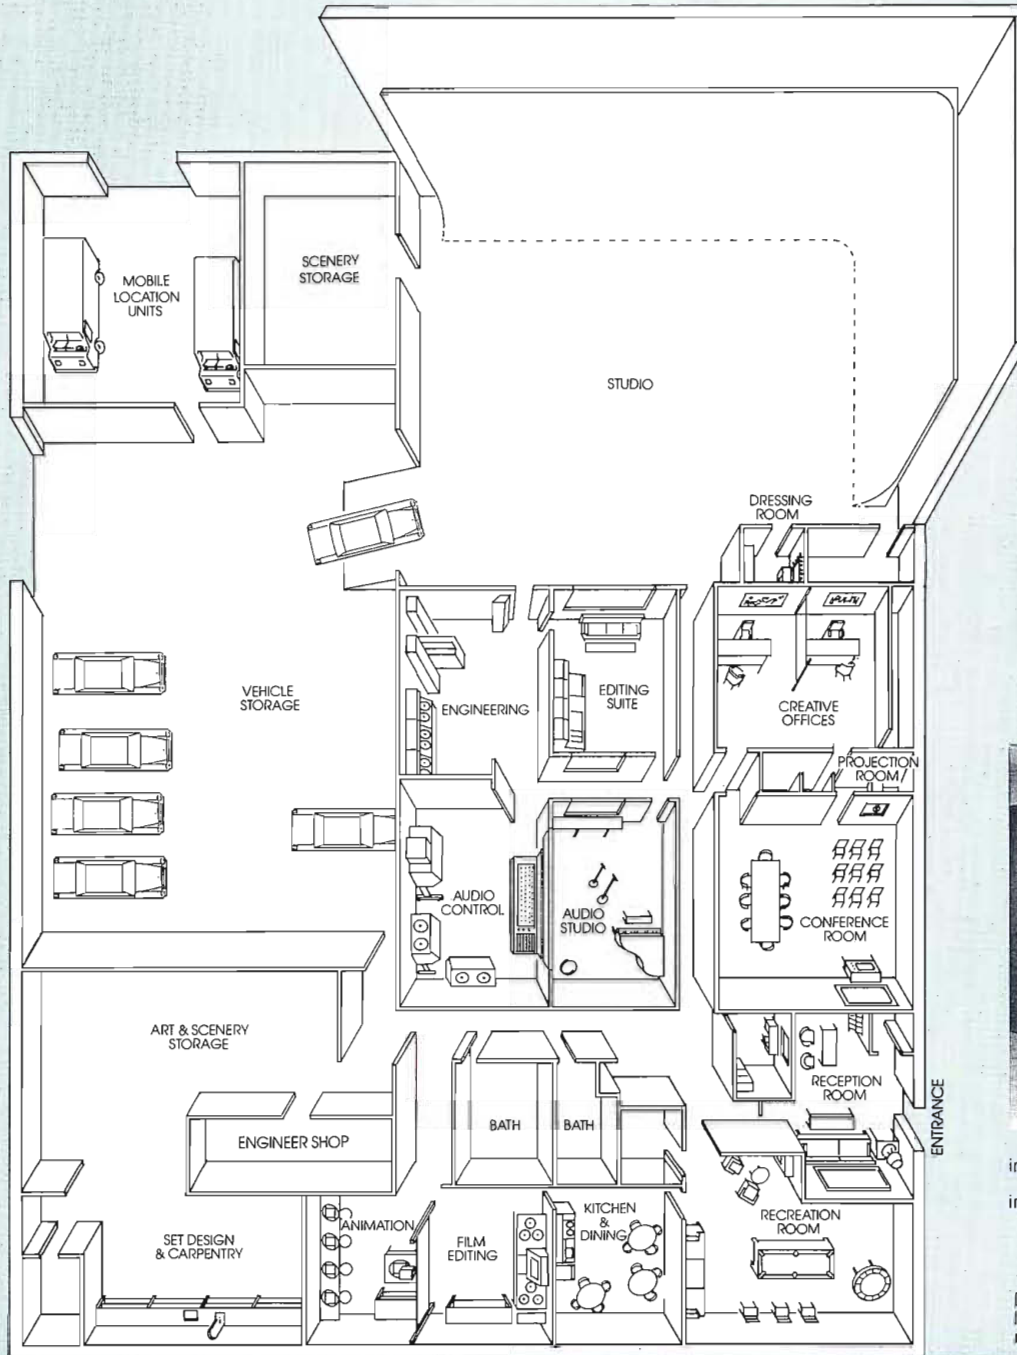 MOBILE
LOCATION
UNITS
SCENERY
STORAGE
STUDIO
DRESSING
ROOM
VEHICLE
STORAGE
ENGINEERING
EDITING
SUITE
CREATIVE
OFFICES
PROJECTION
ROOM
AUDIO
CONTROL
AUDIO
STUDIO
CONFERENCE
ROOM
ART & SCENERY
STORAGE
RECEPTION
ROOM
ENTRANCE
ENGINEER SHOP
BATH
BATH
SET DESIGN
& CARPENTRY
ANIMATION
FILM
EDITING
KITCHEN
&
DINING
RECREATION
ROOM